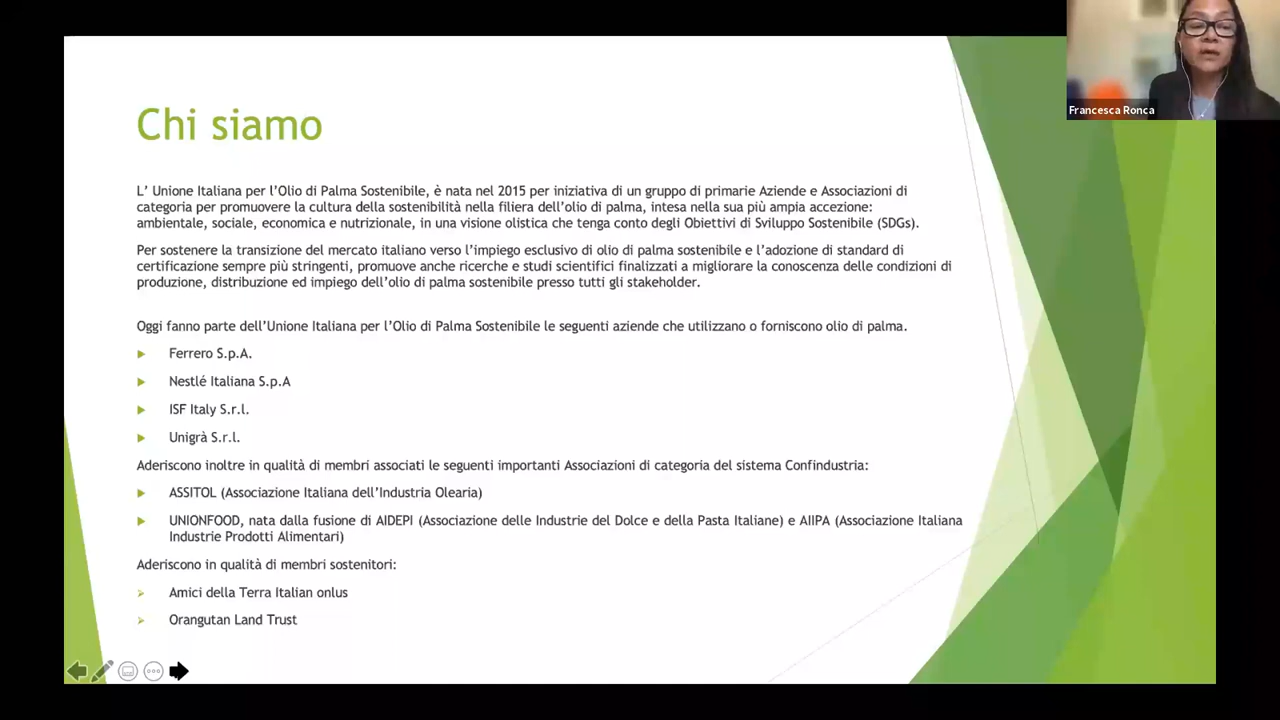 Chi siamo
L' Unione Italiana per l'Olio di Palma Sostenibile, è nata nel 2015 per iniziativa di un gruppo di primarie Aziende e Associazioni di
categoria per promuovere la cultura della sostenibilità nella filiera dell'olio di palma, intesa nella sua più ampia accezione:
ambientale, sociale, economica e nutrizionale, in una visione olistica che tenga conto degli Obiettivi di Sviluppo Sostenibile (SDGs).
Per sostenere la transizione del mercato italiano verso l'impiego esclusivo di olio di palma sostenibile e l'adozione di standard di
certificazione sempre più stringenti, promuove anche ricerche e studi scientifici finalizzati a migliorare la conoscenza delle condizioni di
produzione, distribuzione ed impiego dell'olio di palma sostenibile presso tutti gli stakeholder.
Oggi fanno parte dell'Unione Italiana per l'Olio di Palma Sostenibile le seguenti aziende che utilizzano o forniscono olio di palma.
Ferrero S.p.A.
Nestlé Italiana S.p.A
ISF Italy S.r.l.
Unigrà S.r.l.
Aderiscono inoltre in qualità di membri associati le seguenti importanti Associazioni di categoria del sistema Confindustria:
ASSITOL (Associazione Italiana dell'Industria Olearia)
UNIONFOOD, nata dalla fusione di AIDEPI (Associazione delle Industrie del Dolce e della Pasta Italiane) e AIIPA (Associazione Italiana
Industrie Prodotti Alimentari)
Aderiscono in qualità di membri sostenitori:
Amici della Terra Italian onlus
Orangutan Land Trust
Francesca Ronca